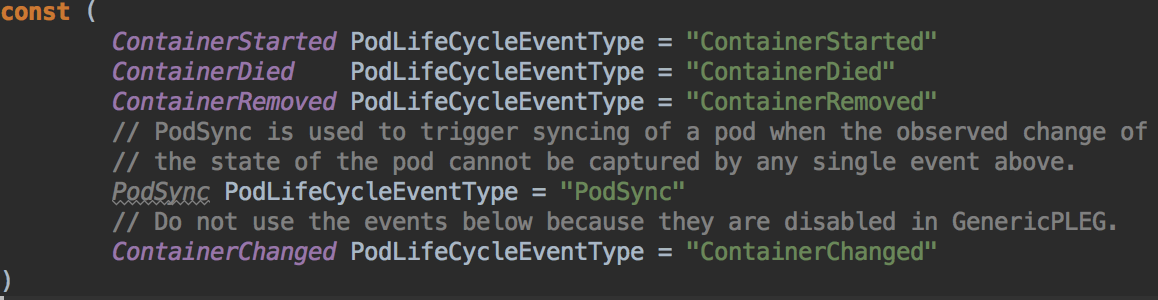 const (
ContainerStarted PodLifeCycleEventType = "ContainerStarted"
ContainerDied    PodLifeCycleEventType = "ContainerDied"
ContainerRemoved PodLifeCycleEventType = "ContainerRemoved"
// PodSync is used to trigger syncing of a pod when the observed change of
// the state of the pod cannot be captured by any single event above.
PodSync PodLifeCycleEventType = "PodSync"
// Do not use the events below because they are disabled in GenericPLEG.
ContainerChanged PodLifeCycleEventType = "ContainerChanged"
)